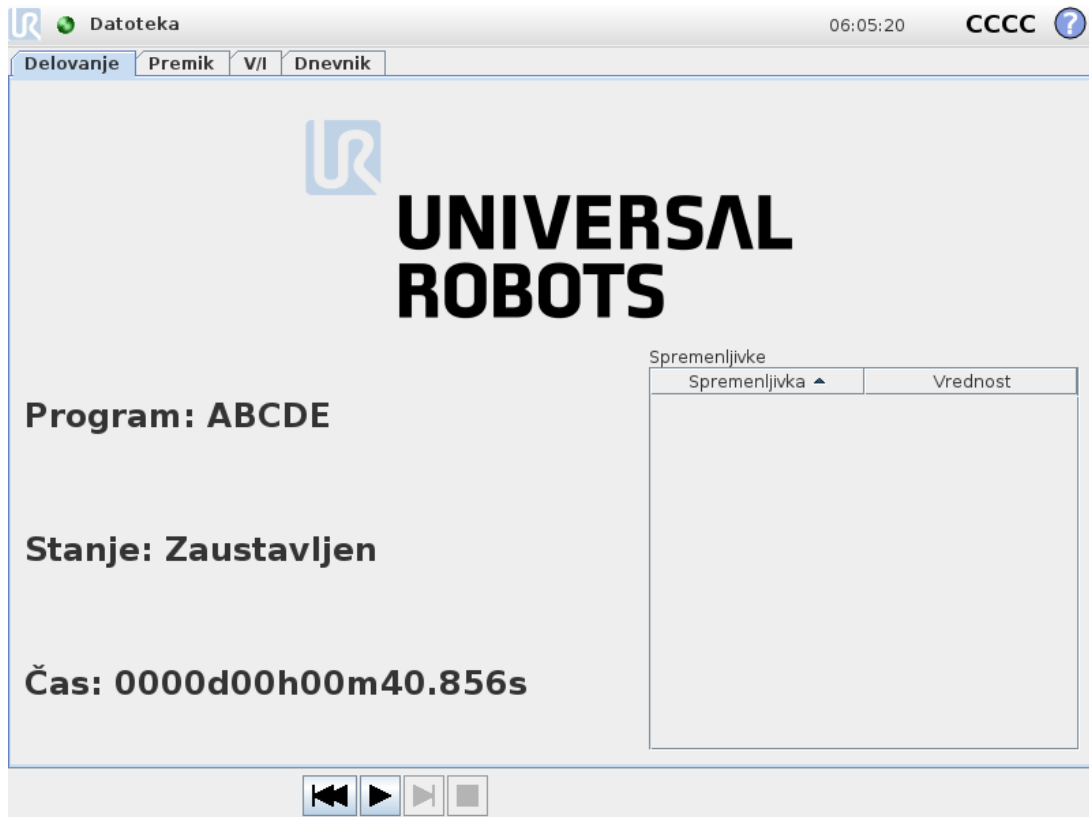 Datoteka
06:05:20
CCCC
?
Delovanje Premik V/I Dnevnik
UR
UNIVERSAL
ROBOTS
Spremenljivke
Spremenljivka Vrednost
Program: ABCDE
Stanje: Zaustavljen
Čas: 0000d00h00m40.856s